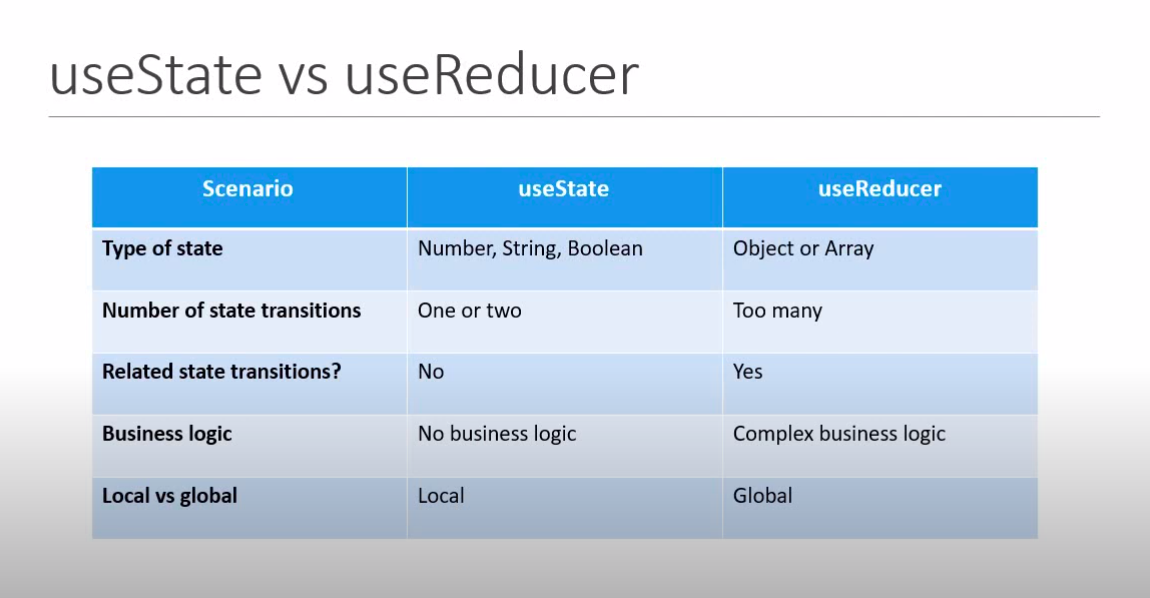 useState vs useReducer
Scenario useState useReducer
Type of state Number, String, Boolean Object or Array
Number of state transitions One or two Too many
Related state transitions? No Yes
Business logic No business logic Complex business logic
Local vs global Local Global